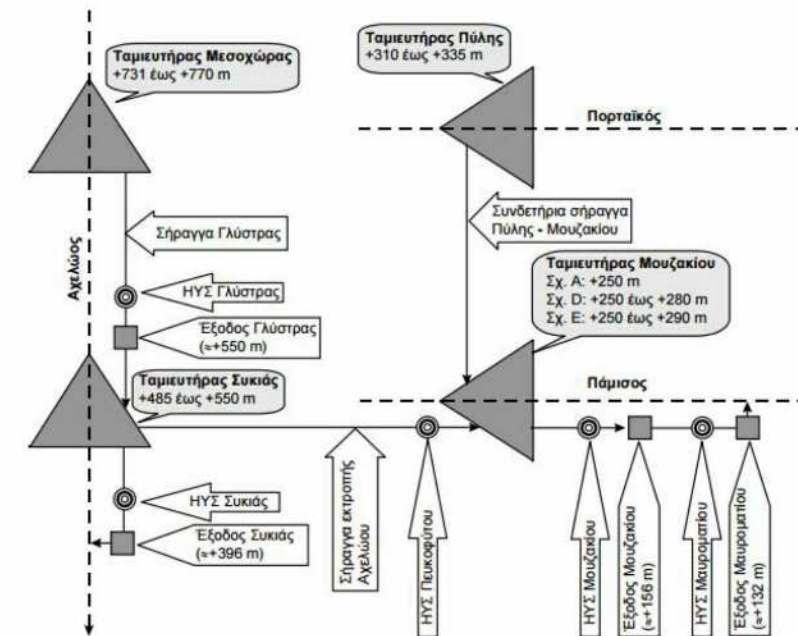 Ταμιευτήρας Μεσοχώρας
+731 έως +770 m
Ταμιευτήρας Πύλης
+310 έως +335 m
Πορταϊκός
Σήραγγα Γλύστρας
Συνδετήρια σήραγγα
Πύλης - Μουζακίου
Αχελώος
ΗΥΣ Γλύστρας
Έξοδος Γλύστρας
(≈+550 m)
Ταμιευτήρας Μουζακίου
Σχ. A: +250 m
Σχ. D: +250 έως +280 m
Σχ. E: +250 έως +290 m
Ταμιευτήρας Συκιάς
+485 έως +550 m
Πάμισος
ΗΥΣ Συκιάς
Έξοδος Συκιάς
(≈+396 m)
Σήραγγα εκτροπής
Αχελώου
ΗΥΣ Πευκοφύτου
ΗΥΣ Μουζακίου
Έξοδος Μουζακίου
(≈+156 m)
ΗΥΣ Μαυροματίου
Έξοδος Μαυροματίου
(≈+132 m)